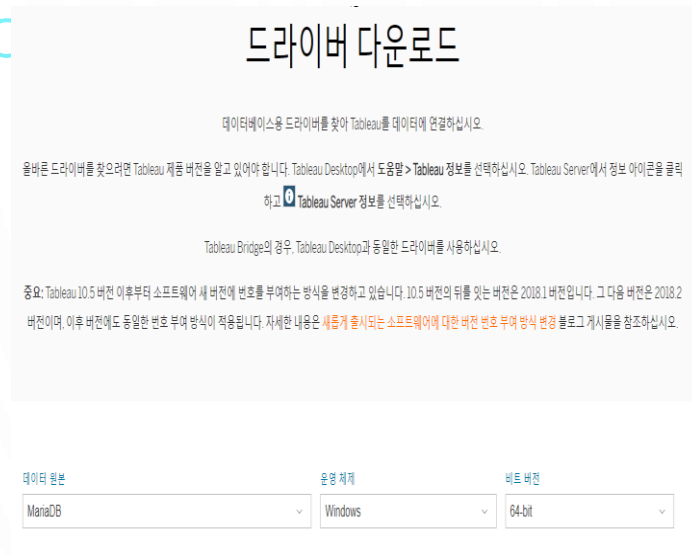 드라이버 다운로드
데이터베이스용 드라이버를 찾아 Tableau를 데이터에 연결하십시오.
올바른 드라이버를 찾으려면 Tableau 제품 버전을 알고 있어야 합니다. Tableau Desktop에서 도움말 > Tableau 정보를 선택하십시오. Tableau Server에서 정보 아이콘을 클릭
하고 Tableau Server 정보를 선택하십시오.
Tableau Bridge의 경우, Tableau Desktop과 동일한 드라이버를 사용하십시오.
중요: Tableau 10.5 버전 이후부터 소프트웨어 새 버전에 번호를 부여하는 방식을 변경하고 있습니다. 10.5 버전의 뒤를 잇는 버전은 2018.1 버전입니다. 그 다음 버전은 2018.2
버전이며, 이후 버전에도 동일한 번호 부여 방식이 적용됩니다. 자세한 내용은 새롭게 출시되는 소프트웨어에 대한 버전 번호 부여 방식 변경 블로그 게시물을 참조하십시오.
데이터 원본 운영 체제 비트 버전
MariaDB Windows 64-bit